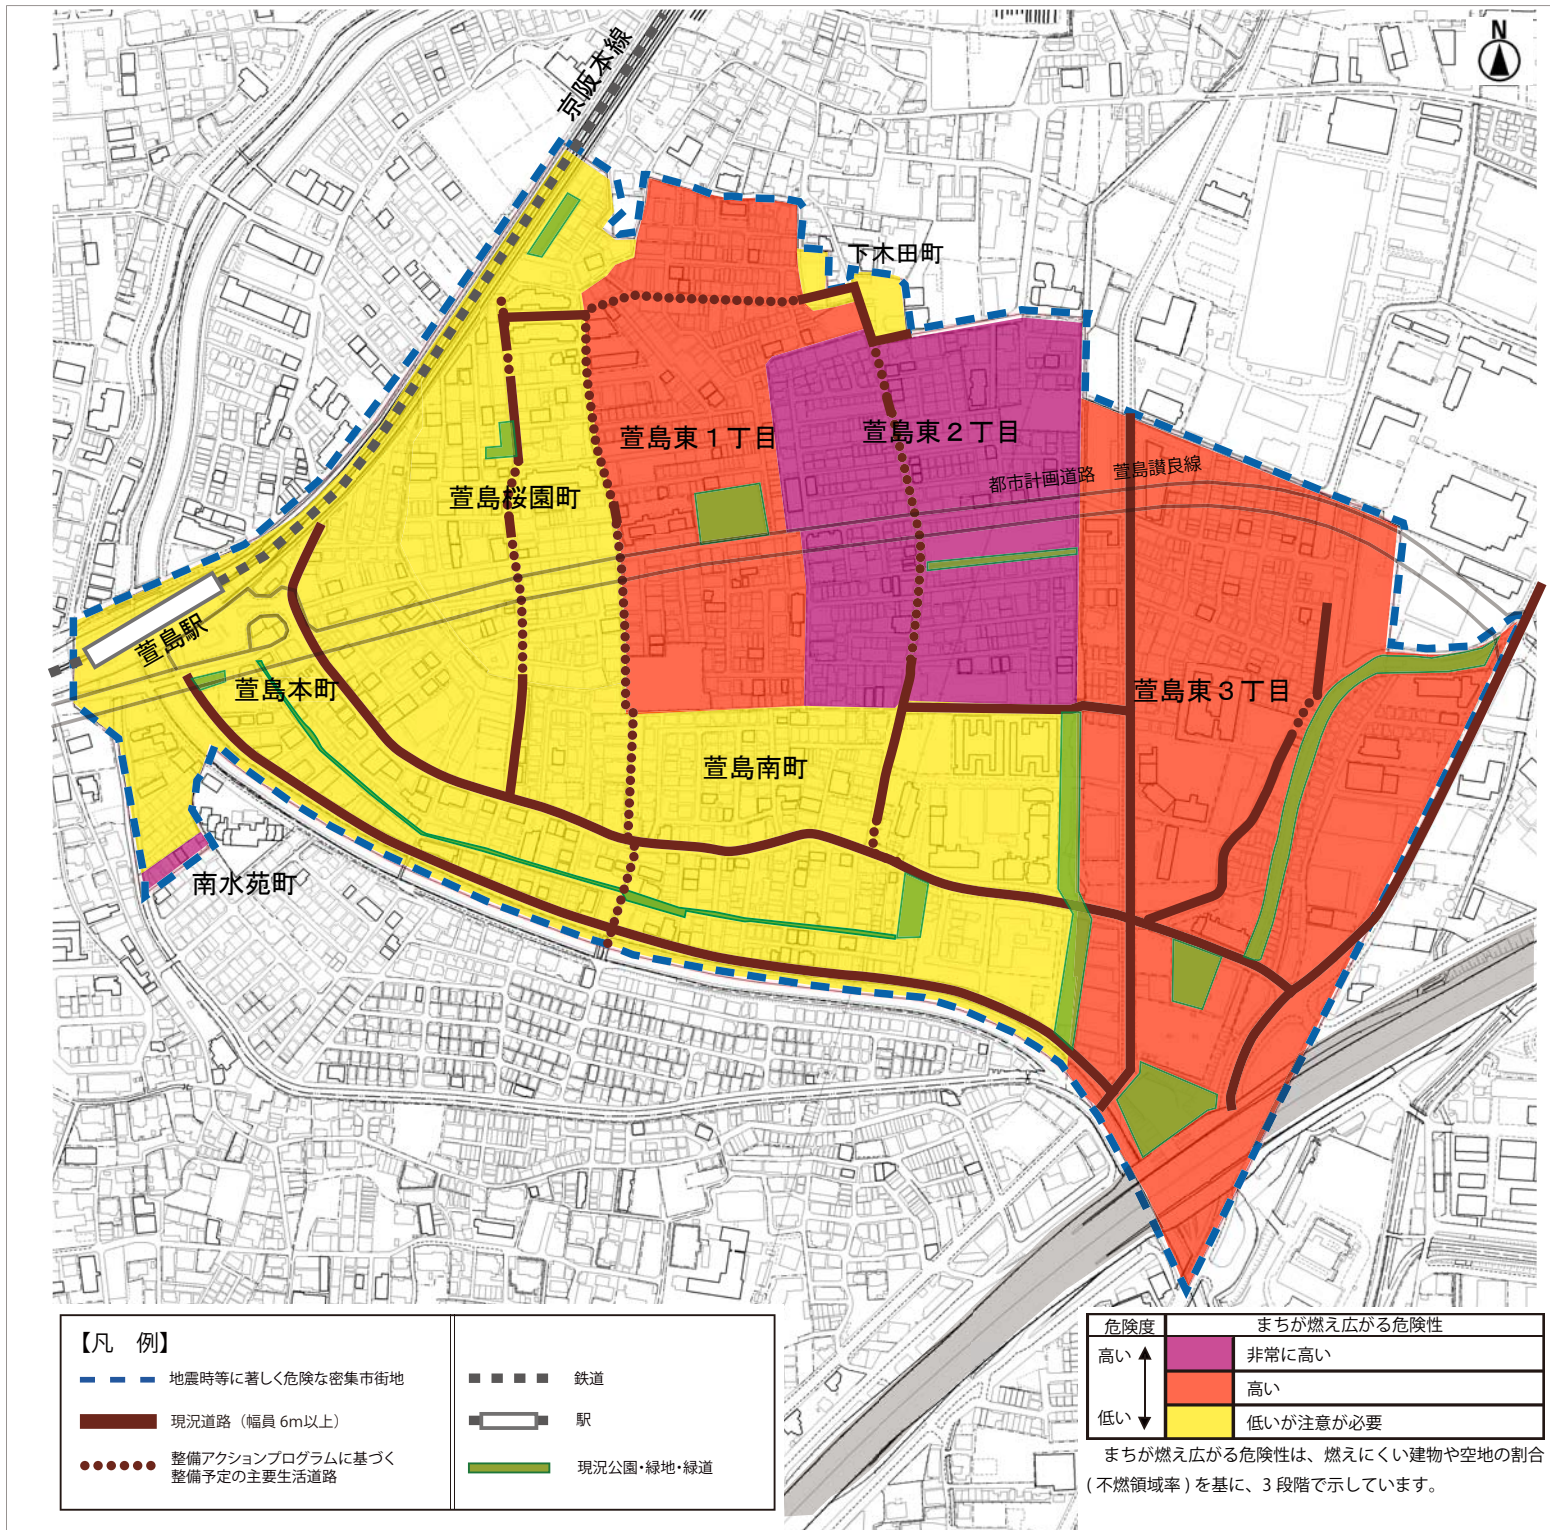 N
京阪本線
下木田町
萱島東１丁目
萱島東２丁目
都市計画道路　萱島讃良線
萱島桜園町
萱島駅
萱島本町
萱島東３丁目
萱島南町
南水苑町
【凡　例】
地震時等に著しく危険な密集市街地
現況道路（幅員 6m以上）
整備アクションプログラムに基づく
整備予定の主要生活道路
鉄道
駅
現況公園・緑地・緑道
危険度
まちが燃え広がる危険性
高い
非常に高い
高い
低い
低いが注意が必要
まちが燃え広がる危険性は、燃えにくい建物や空地の割合
( 不燃領域率 ) を基に、3 段階で示しています。